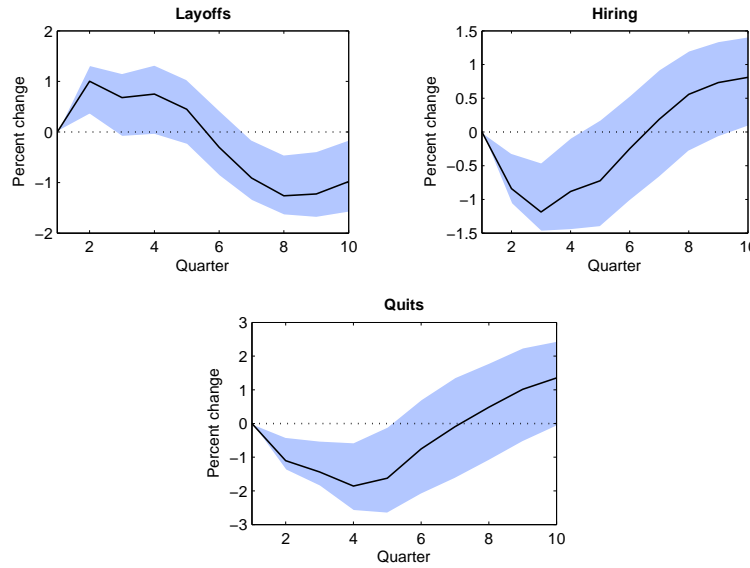 Layoffs
Percent change
2
1
0
−1
−2
2 4 6 8 10
Quarter
Hiring
Percent change
1.5
1
0.5
0
−0.5
−1
−1.5
2 4 6 8 10
Quarter
Quits
Percent change
3
2
1
0
−1
−2
−3
2 4 6 8 10
Quarter